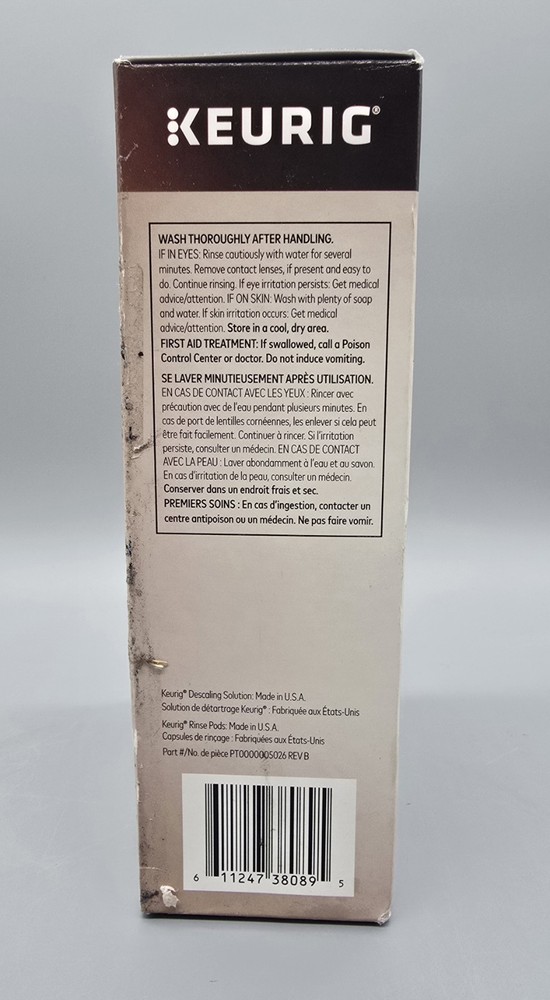 KEURIG®
WASH THOROUGHLY AFTER HANDLING.
IF IN EYES: Rinse cautiously with water for several
minutes. Remove contact lenses, if present and easy to
do. Continue rinsing. If eye irritation persists: Get medical
advice/attention. IF ON SKIN: Wash with plenty of soap
and water. If skin irritation occurs: Get medical
advice/attention. Store in a cool, dry area.
FIRST AID TREATMENT: If swallowed, call a Poison
Control Center or doctor. Do not induce vomiting.
SE LAVER MINUTIEUSEMENT APRÈS UTILISATION.
EN CAS DE CONTACT AVEC LES YEUX : Rincer avec
précaution avec de l'eau pendant plusieurs minutes. En
cas de port de lentilles cornéennes, les enlever si cela peut
être fait facilement. Continuer à rincer. Si l'irritation
persiste, consulter un médecin. EN CAS DE CONTACT
AVEC LA PEAU : Laver abondamment à l'eau et au savon.
En cas d'irritation de la peau, consulter un médecin.
Conserver dans un endroit frais et sec.
PREMIERS SOINS : En cas d'ingestion, contacter un
centre antipoison ou un médecin. Ne pas faire vomir.
Keurig® Descaling Solution: Made in U.S.A.
Solution de détartrage Keurig® : Fabriquée aux États-Unis
Keurig® Rinse Pods: Made in U.S.A.
Capsules de rinçage : Fabriquées aux États-Unis
Part #/No. de pièce PT0000005026 REV B
6 11247 38089 5